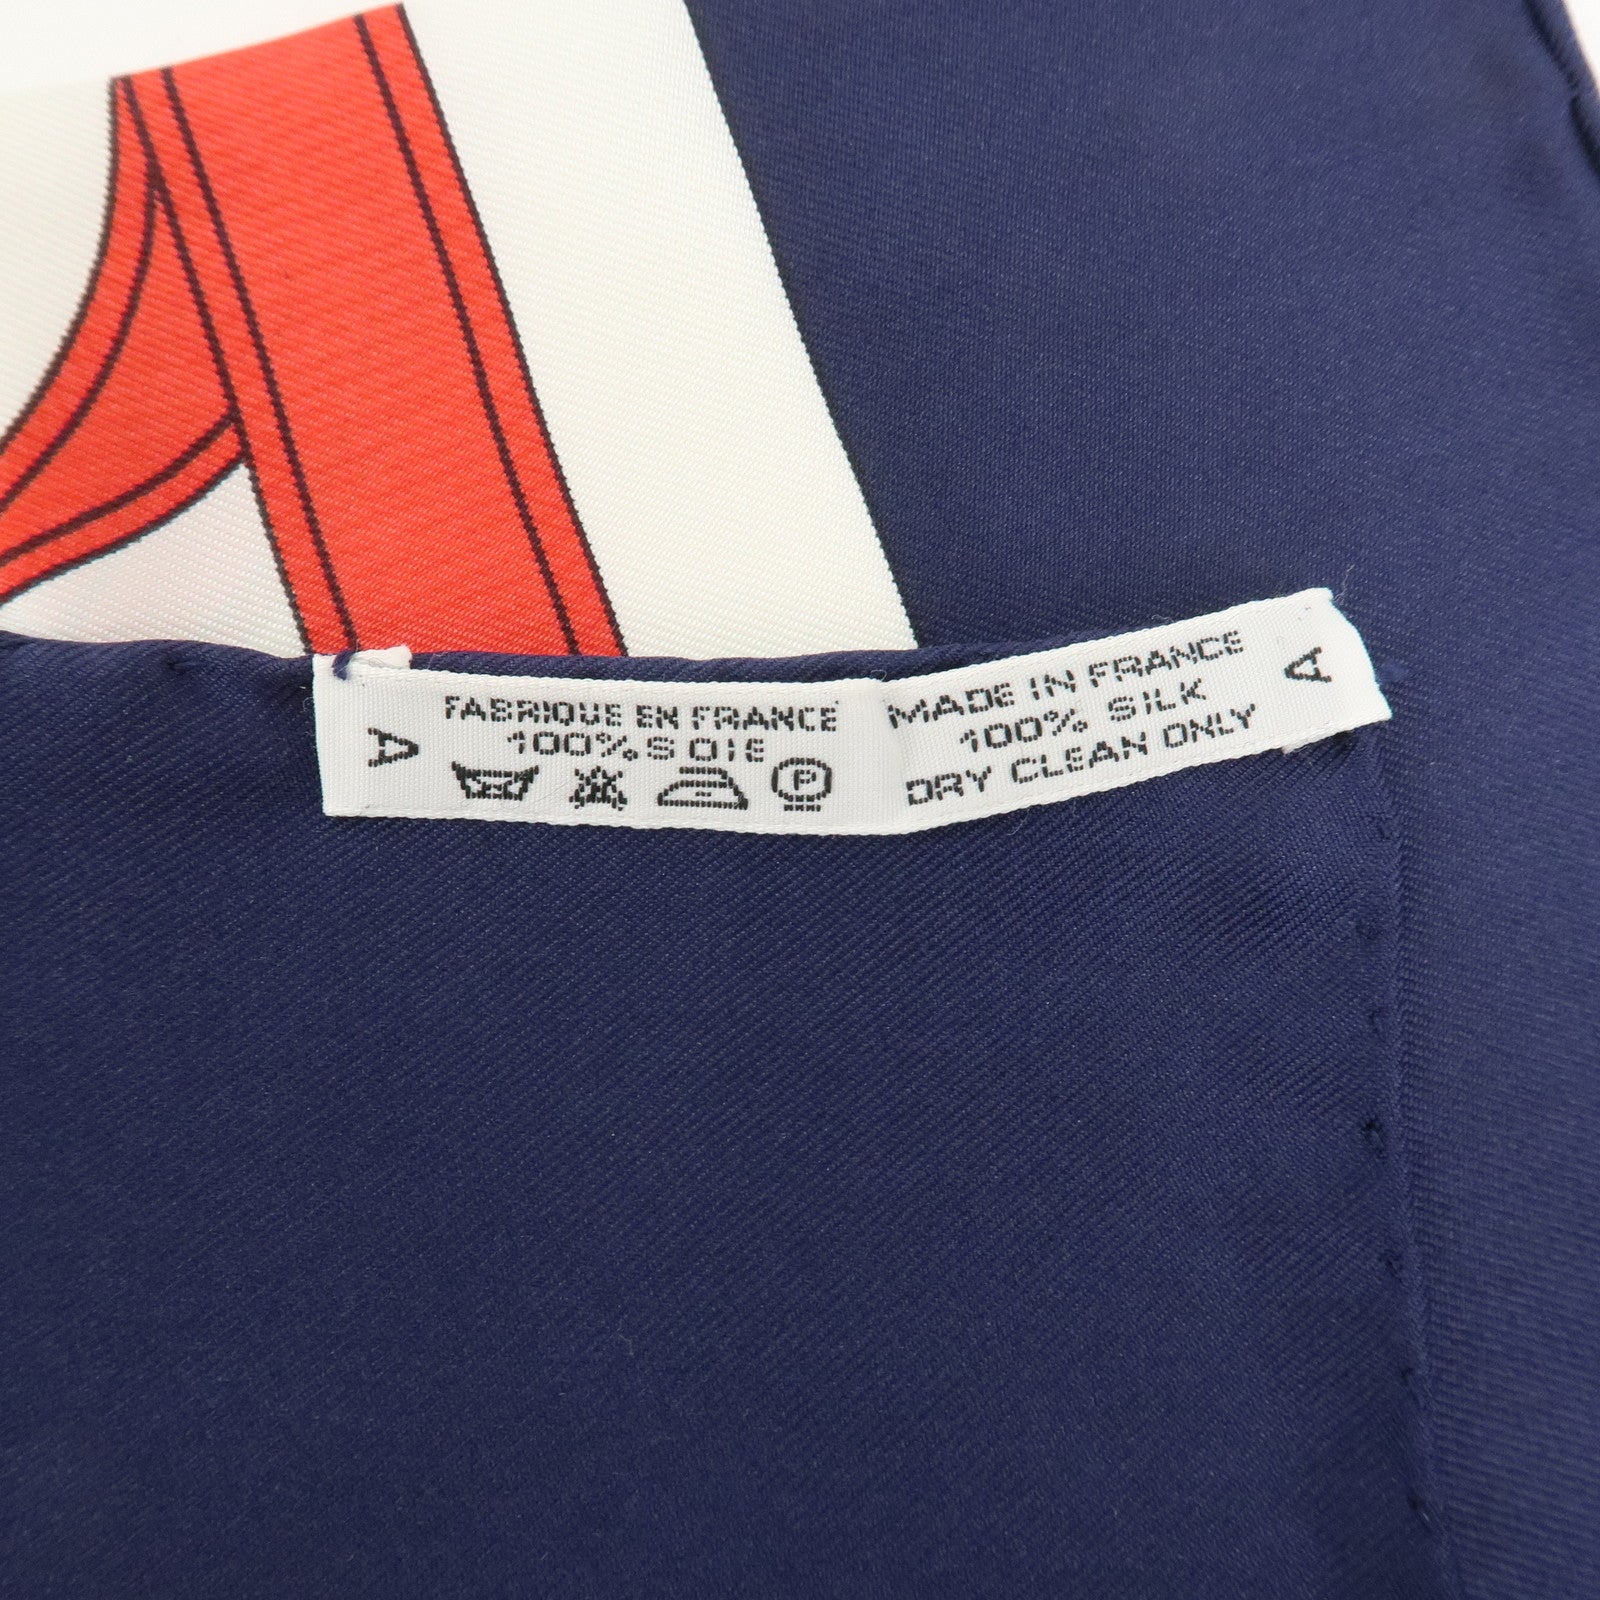 A
FABRIQUE EN FRANCE
100% SOIE
P
MADE IN FRANCE
100% SILK
DRY CLEAN ONLY
A